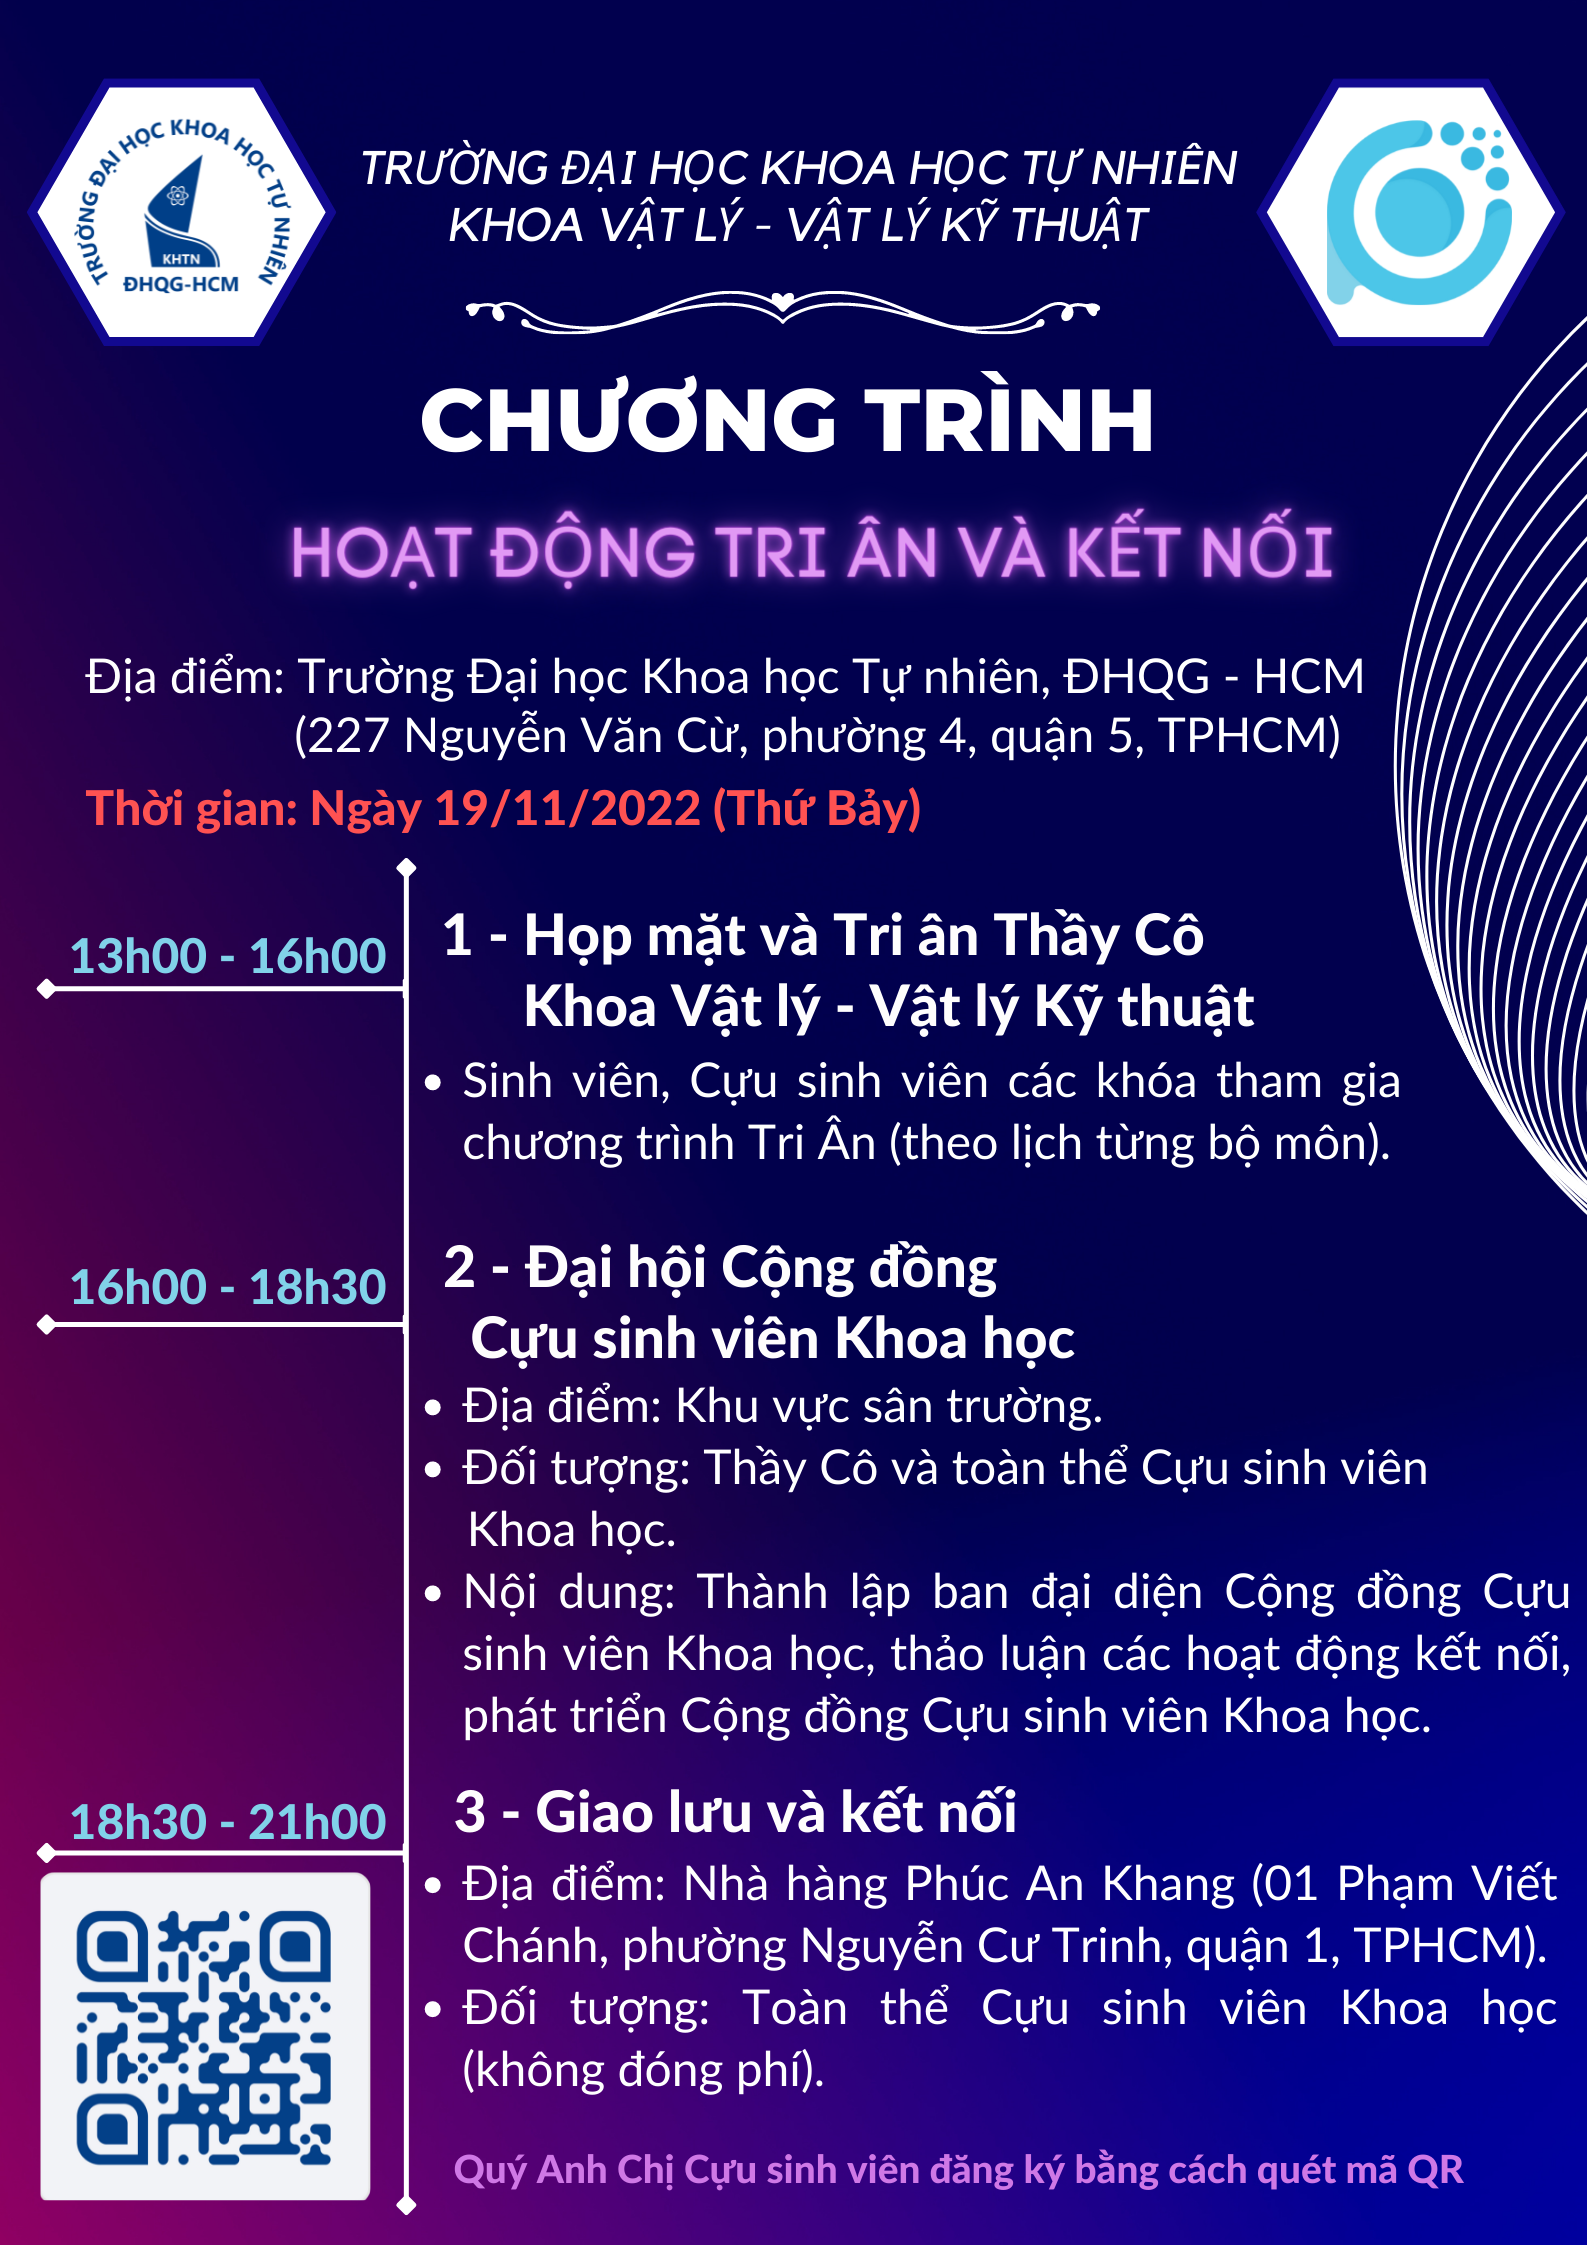 TRƯỜNG ĐẠI HỌC KHOA HỌC TỰ NHIÊN
KHTN
ĐHQG-HCM
TRƯỜNG ĐẠI HỌC KHOA HỌC TỰ NHIÊN
KHOA VẬT LÝ - VẬT LÝ KỸ THUẬT
CHƯƠNG TRÌNH
HOẠT ĐỘNG TRI ÂN VÀ KẾT NỐI
Địa điểm: Trường Đại học Khoa học Tự nhiên, ĐHQG - HCM
(227 Nguyễn Văn Cừ, phường 4, quận 5, TPHCM)
Thời gian: Ngày 19/11/2022 (Thứ Bảy)
13h00 - 16h00
1 - Họp mặt và Tri ân Thầy Cô
Khoa Vật lý - Vật lý Kỹ thuật
• Sinh viên, Cựu sinh viên các khóa tham gia
chương trình Tri Ân (theo lịch từng bộ môn).
16h00 - 18h30
2 - Đại hội Cộng đồng
Cựu sinh viên Khoa học
• Địa điểm: Khu vực sân trường.
• Đối tượng: Thầy Cô và toàn thể Cựu sinh viên
Khoa học.
• Nội dung: Thành lập ban đại diện Cộng đồng Cựu
sinh viên Khoa học, thảo luận các hoạt động kết nối,
phát triển Cộng đồng Cựu sinh viên Khoa học.
18h30 - 21h00
3 - Giao lưu và kết nối
• Địa điểm: Nhà hàng Phúc An Khang (01 Phạm Viết
Chánh, phường Nguyễn Cư Trinh, quận 1, TPHCM).
• Đối tượng: Toàn thể Cựu sinh viên Khoa học
(không đóng phí).
Quý Anh Chị Cựu sinh viên đăng ký bằng cách quét mã QR